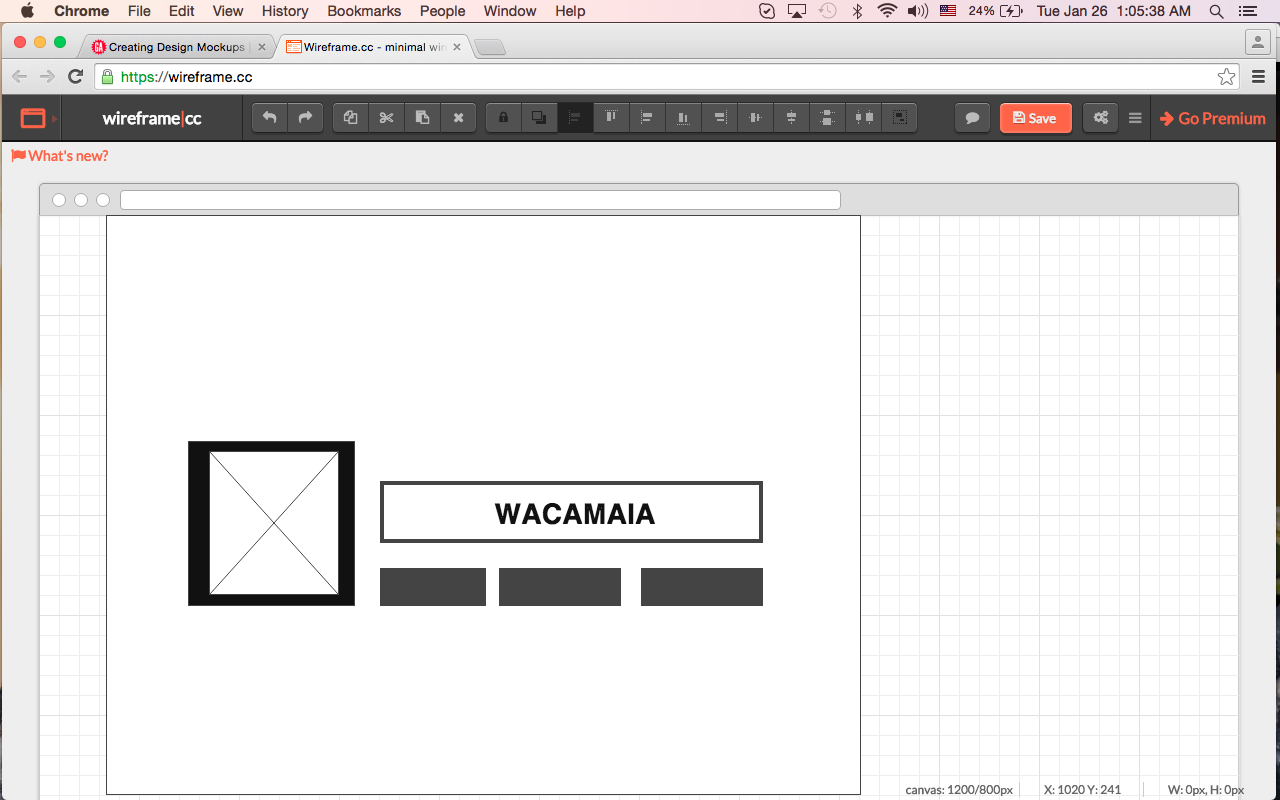 Chrome File Edit View History Bookmarks People Window Help 24% Tue Jan 26 1:05:38 AM
Creating Design Mockups Wireframe.cc - minimal wir
https://wireframe.cc
wireframe|cc Save Go Premium
What's new?
WACAMAIA
canvas: 1200/800px X: 1020 Y: 241 W: 0px, H: 0px